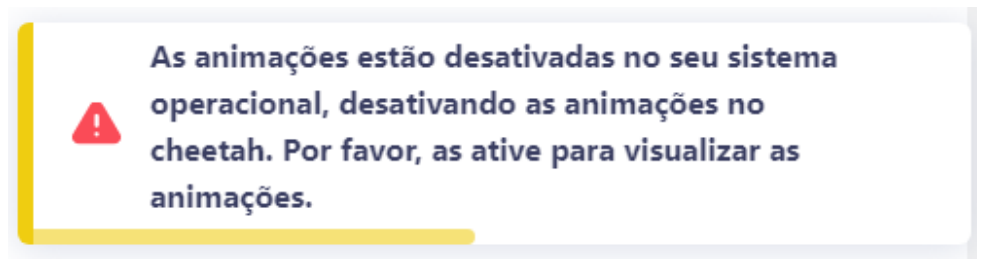 As animações estão desativadas no seu sistema
operacional, desativando as animações no
cheetah. Por favor, as ative para visualizar as
animações.